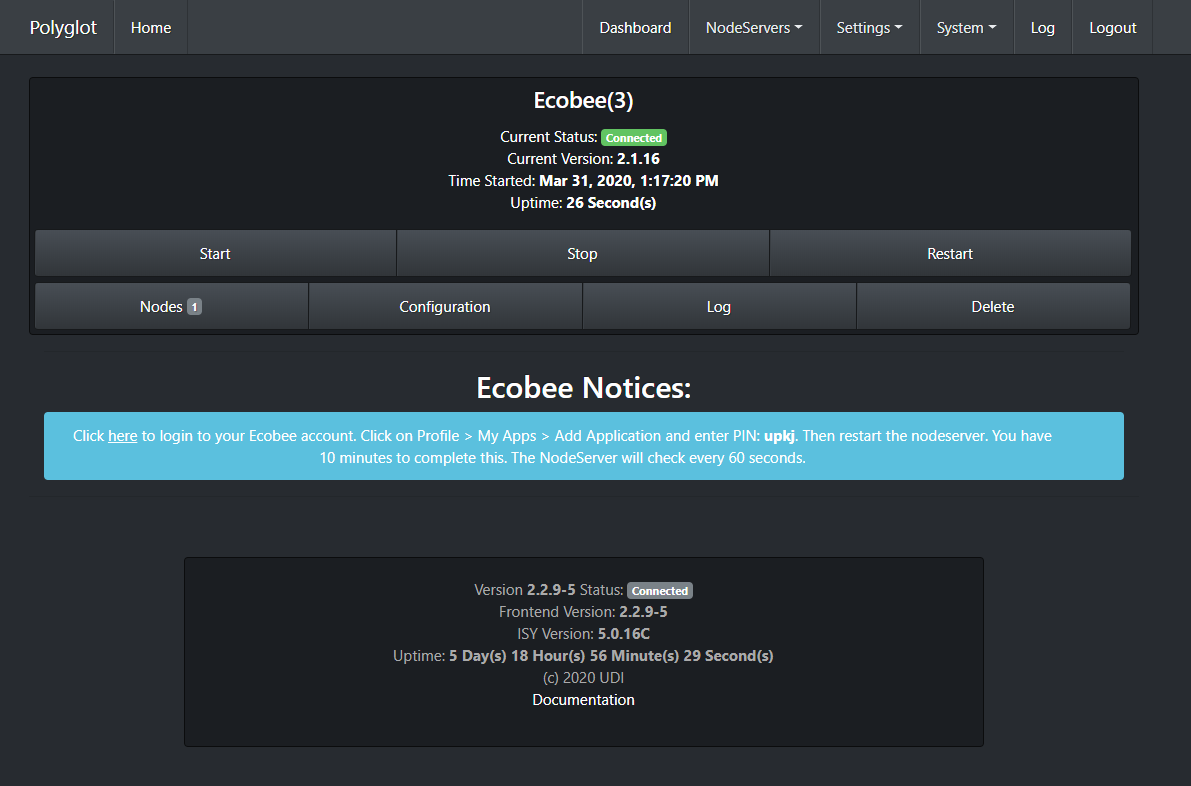 Polyglot Home Dashboard NodeServers Settings System Log Logout
Ecobee(3)
Current Status: Connected
Current Version: 2.1.16
Time Started: Mar 31, 2020, 1:17:20 PM
Uptime: 26 Second(s)
Start Stop Restart
Nodes 1 Configuration Log Delete
Ecobee Notices:
Click here to login to your Ecobee account. Click on Profile > My Apps > Add Application and enter PIN: upkj. Then restart the nodeserver. You have
10 minutes to complete this. The NodeServer will check every 60 seconds.
Version 2.2.9-5 Status: Connected
Frontend Version: 2.2.9-5
ISY Version: 5.0.16C
Uptime: 5 Day(s) 18 Hour(s) 56 Minute(s) 29 Second(s)
(c) 2020 UDI
Documentation